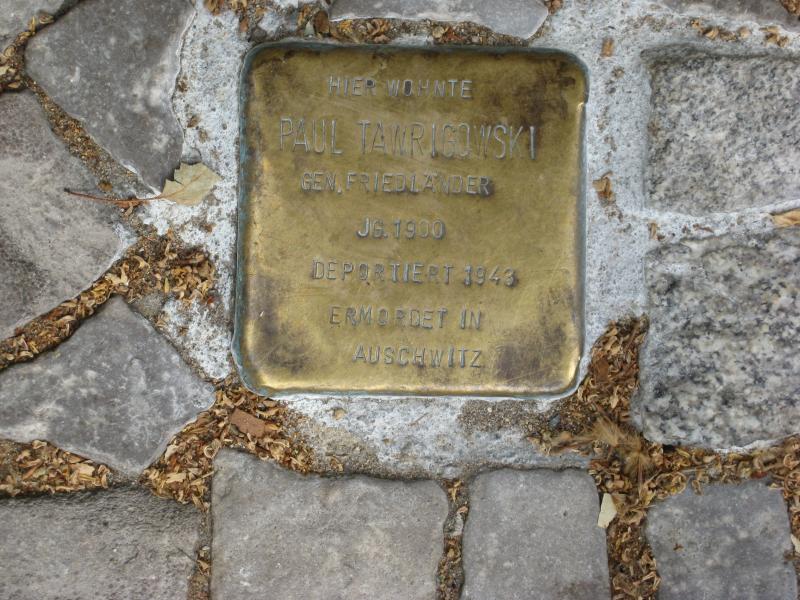 HIER WOHNTE
PAUL TAWRIGOWSKI
GEN. FRIEDLÄNDER
JG. 1900
DEPORTIERT 1943
ERMORDET IN
AUSCHWITZ